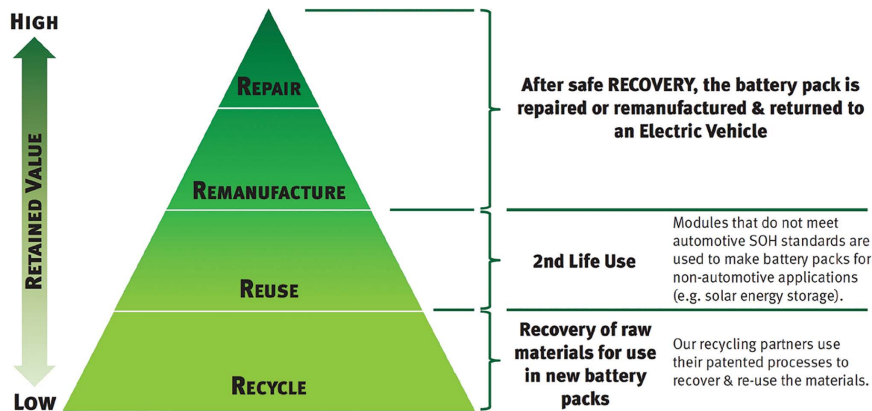 HIGH
RETAINED VALUE
LOW
REPAIR
REMANUFACTURE
REUSE
RECYCLE
After safe RECOVERY, the battery pack is
repaired or remanufactured & returned to
an Electric Vehicle
2nd Life Use
Modules that do not meet
automotive SOH standards are
used to make battery packs for
non-automotive applications
(e.g. solar energy storage).
Recovery of raw
materials for use
in new battery
packs
Our recycling partners use
their patented processes to
recover & re-use the materials.